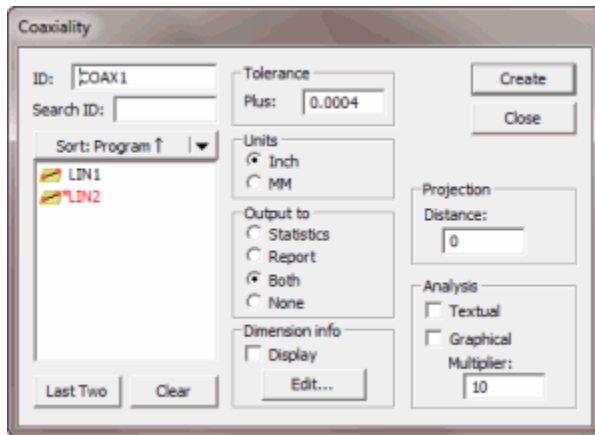 Coaxiality
ID: COAX1
Search ID:
Sort: Program ↑
LIN1
*LIN2
Last Two
Clear
Tolerance
Plus: 0.0004
Units
Inch
MM
Output to
Statistics
Report
Both
None
Dimension info
Display
Edit...
Create
Close
Projection
Distance:
0
Analysis
Textual
Graphical
Multiplier:
10